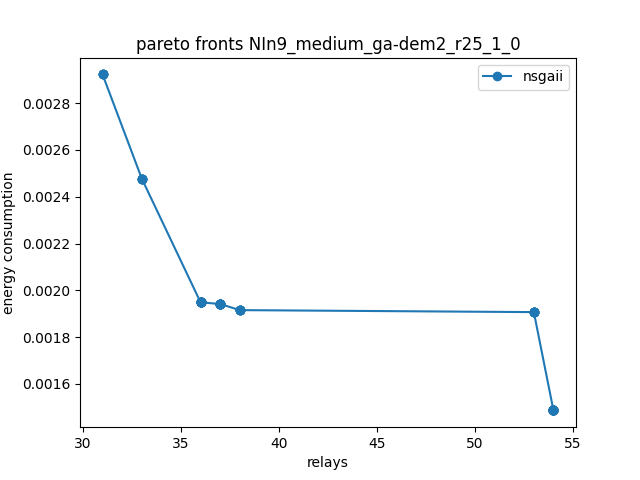 pareto fronts NIn9_medium_ga-dem2_r25_1_0
nsgaii
energy consumption
0.0028
0.0026
0.0024
0.0022
0.0020
0.0018
0.0016
30 35 40 45 50 55
relays